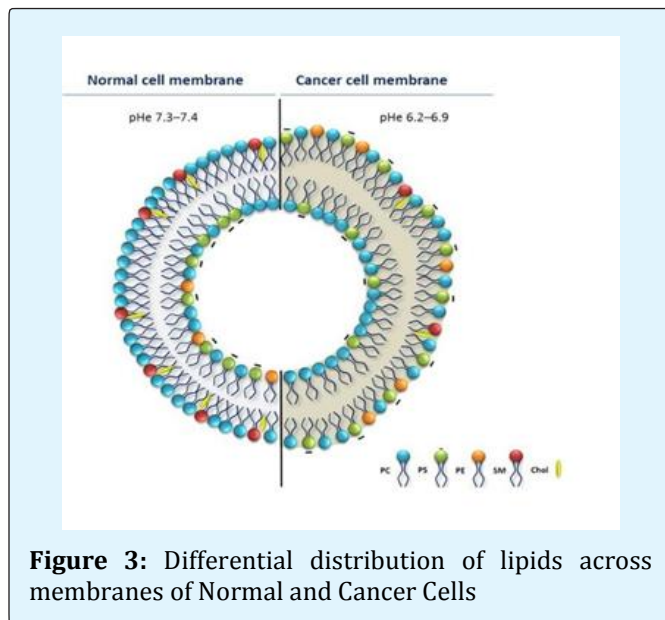 Normal cell membrane
Cancer cell membrane
pHe 7.3–7.4
pHe 6.2–6.9
PC PS PE SM Chol
Figure 3: Differential distribution of lipids across
membranes of Normal and Cancer Cells